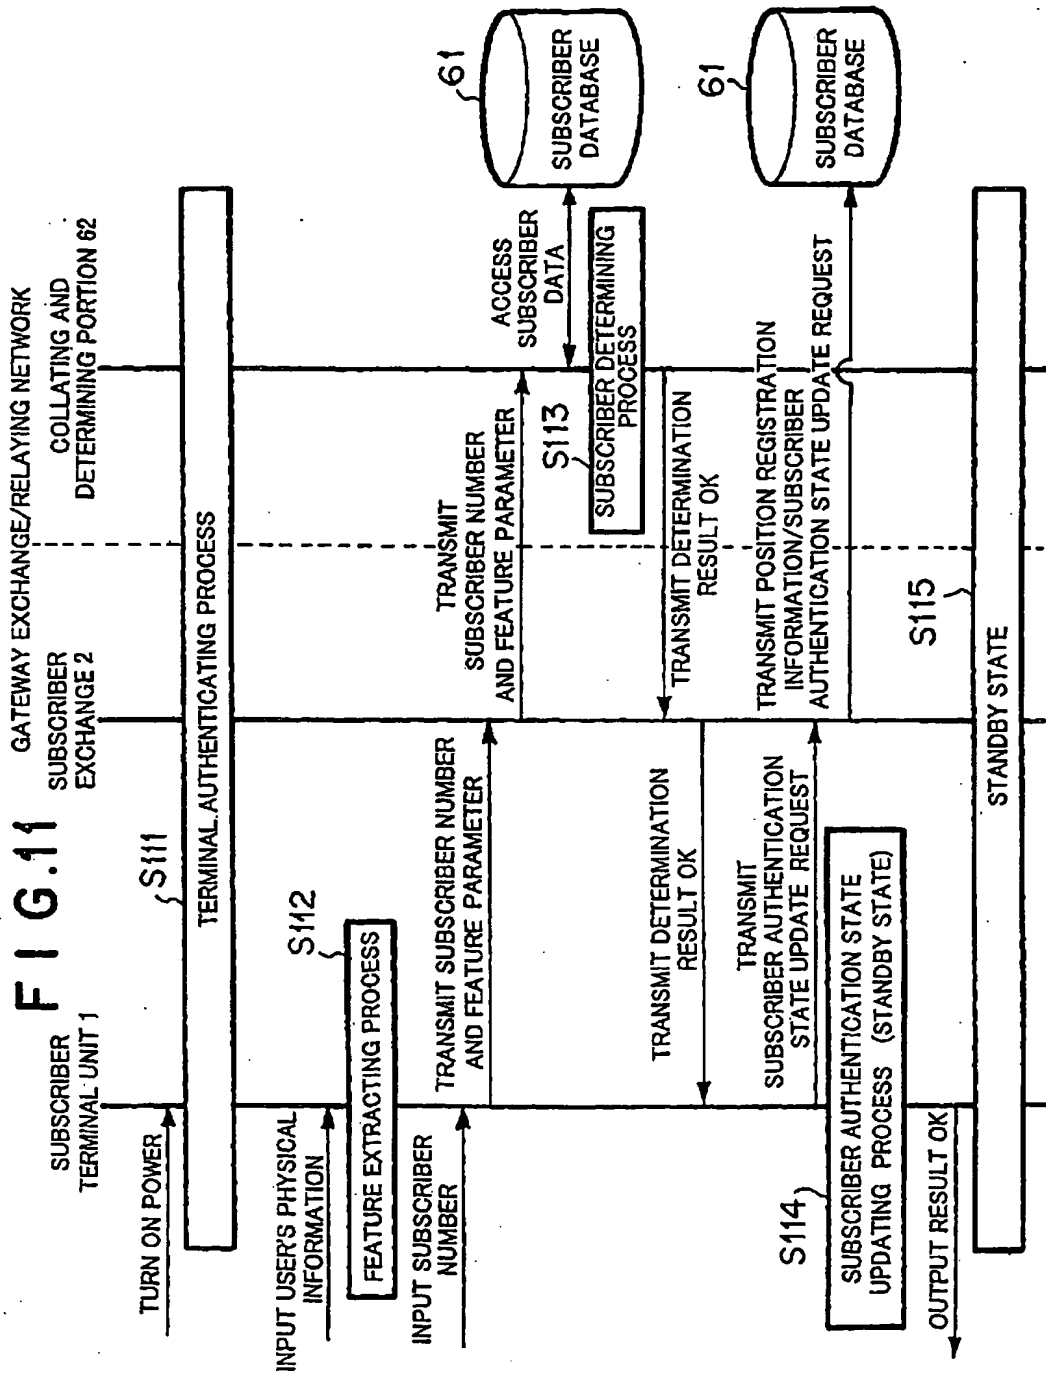 FIG.11
GATEWAY EXCHANGE/RELAYING NETWORK
SUBSCRIBER
TERMINAL UNIT 1
SUBSCRIBER
EXCHANGE 2
COLLATING AND
DETERMINING PORTION 62
TURN ON POWER
S111
TERMINAL AUTHENTICATING PROCESS
INPUT USER'S PHYSICAL
INFORMATION
S112
FEATURE EXTRACTING PROCESS
INPUT SUBSCRIBER
NUMBER
TRANSMIT SUBSCRIBER NUMBER
AND FEATURE PARAMETER
TRANSMIT
SUBSCRIBER NUMBER
AND FEATURE PARAMETER
ACCESS
SUBSCRIBER
DATA
61
SUBSCRIBER
DATABASE
S113
SUBSCRIBER DETERMINING
PROCESS
TRANSMIT DETERMINATION
RESULT OK
TRANSMIT DETERMINATION
RESULT OK
TRANSMIT
SUBSCRIBER AUTHENTICATION
STATE UPDATE REQUEST
TRANSMIT POSITION REGISTRATION
INFORMATION/SUBSCRIBER
AUTHENTICATION STATE UPDATE REQUEST
61
SUBSCRIBER
DATABASE
S114
SUBSCRIBER AUTHENTICATION STATE
UPDATING PROCESS (STANDBY STATE)
OUTPUT RESULT OK
S115
STANDBY STATE